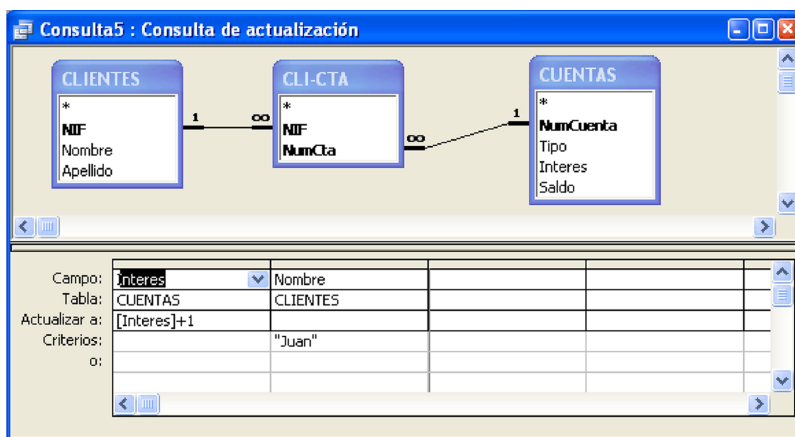 Consulta5 : Consulta de actualización
CLIENTES
*
NIF
Nombre
Apellido
1
∞
CLI-CTA
*
NIF
NumCta
∞
1
CUENTAS
*
NumCuenta
Tipo
Interes
Saldo
Campo: Interes Nombre
Tabla: CUENTAS CLIENTES
Actualizar a: [Interes]+1
Criterios: "Juan"
o: